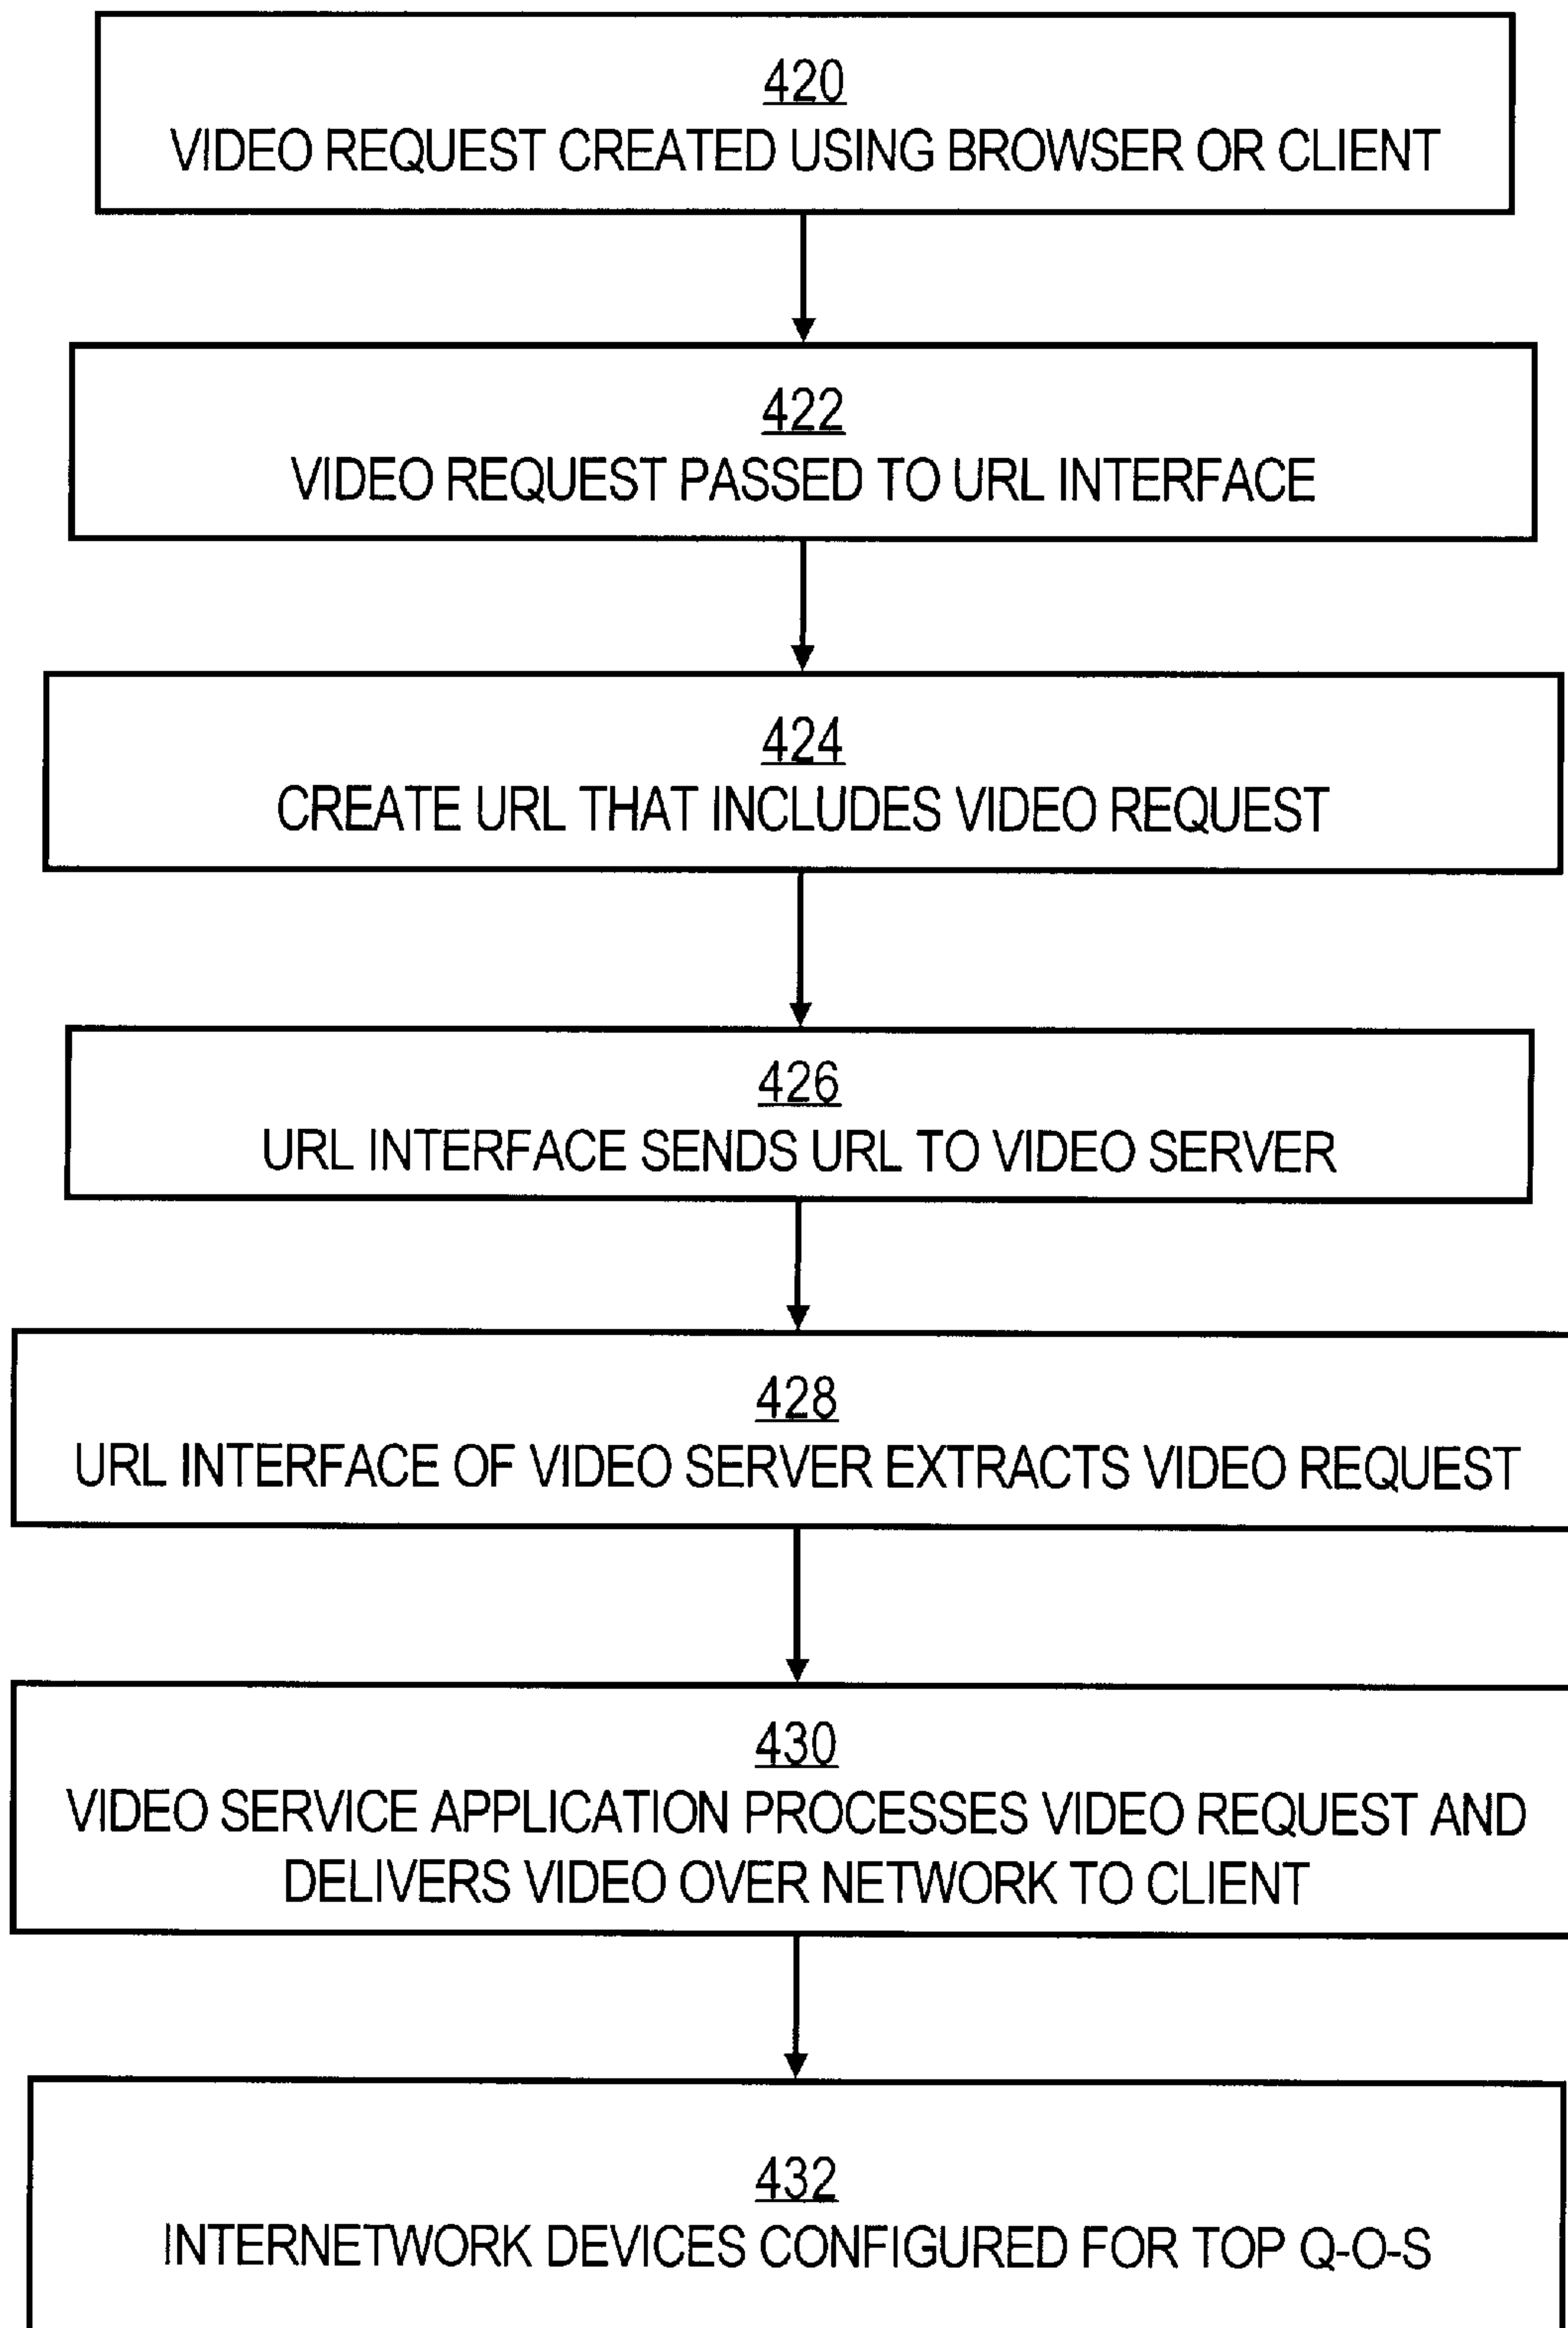 420
VIDEO REQUEST CREATED USING BROWSER OR CLIENT
422
VIDEO REQUEST PASSED TO URL INTERFACE
424
CREATE URL THAT INCLUDES VIDEO REQUEST
426
URL INTERFACE SENDS URL TO VIDEO SERVER
428
URL INTERFACE OF VIDEO SERVER EXTRACTS VIDEO REQUEST
430
VIDEO SERVICE APPLICATION PROCESSES VIDEO REQUEST AND
DELIVERS VIDEO OVER NETWORK TO CLIENT
432
INTERNETWORK DEVICES CONFIGURED FOR TOP Q-O-S